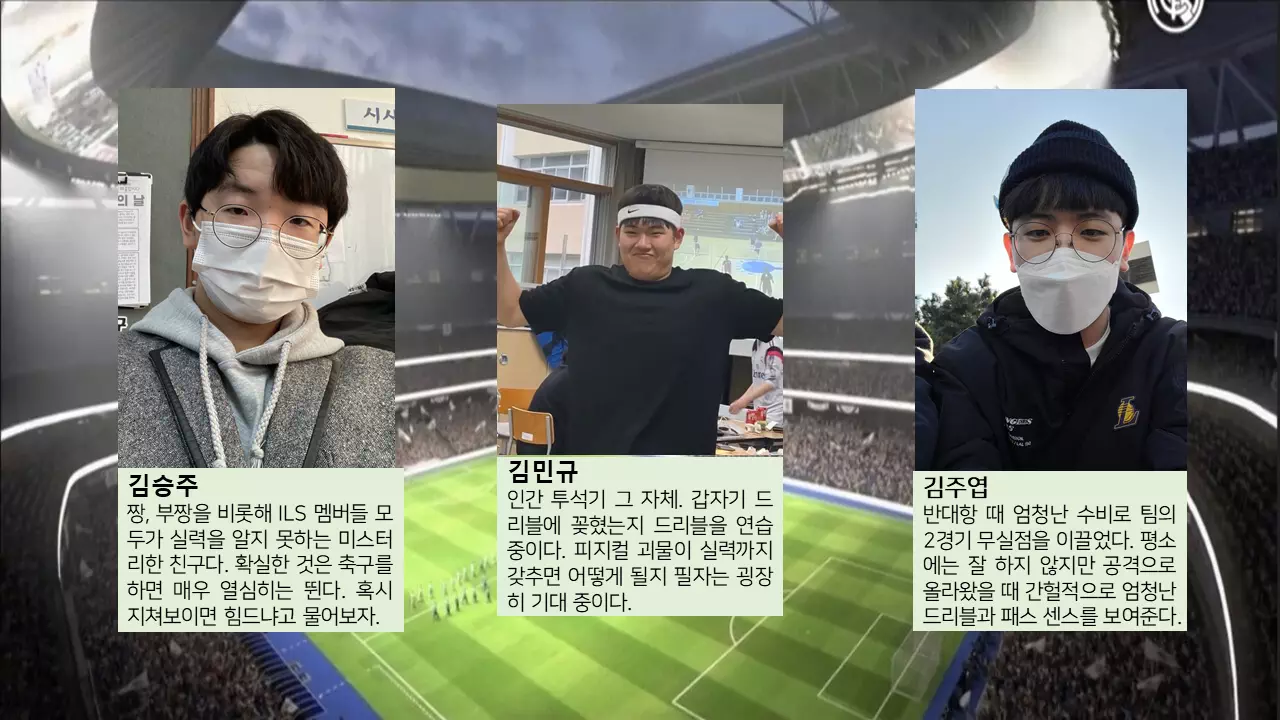 시사
의 날
김승주
짱, 부짱을 비롯해 ILS 멤버들 모
두가 실력을 알지 못하는 미스터
리한 친구다. 확실한 것은 축구를
하면 매우 열심히는 뛴다. 혹시
지쳐보이면 힘드냐고 물어보자.
김민규
인간 투석기 그 자체. 갑자기 드
리블에 꽂혔는지 드리블을 연습
중이다. 피지컬 괴물이 실력까지
갖추면 어떻게 될지 필자는 굉장
히 기대 중이다.
김주엽
반대항 때 엄청난 수비로 팀의
2경기 무실점을 이끌었다. 평소
에는 잘 하지 않지만 공격으로
올라왔을 때 간헐적으로 엄청난
드리블과 패스 센스를 보여준다.